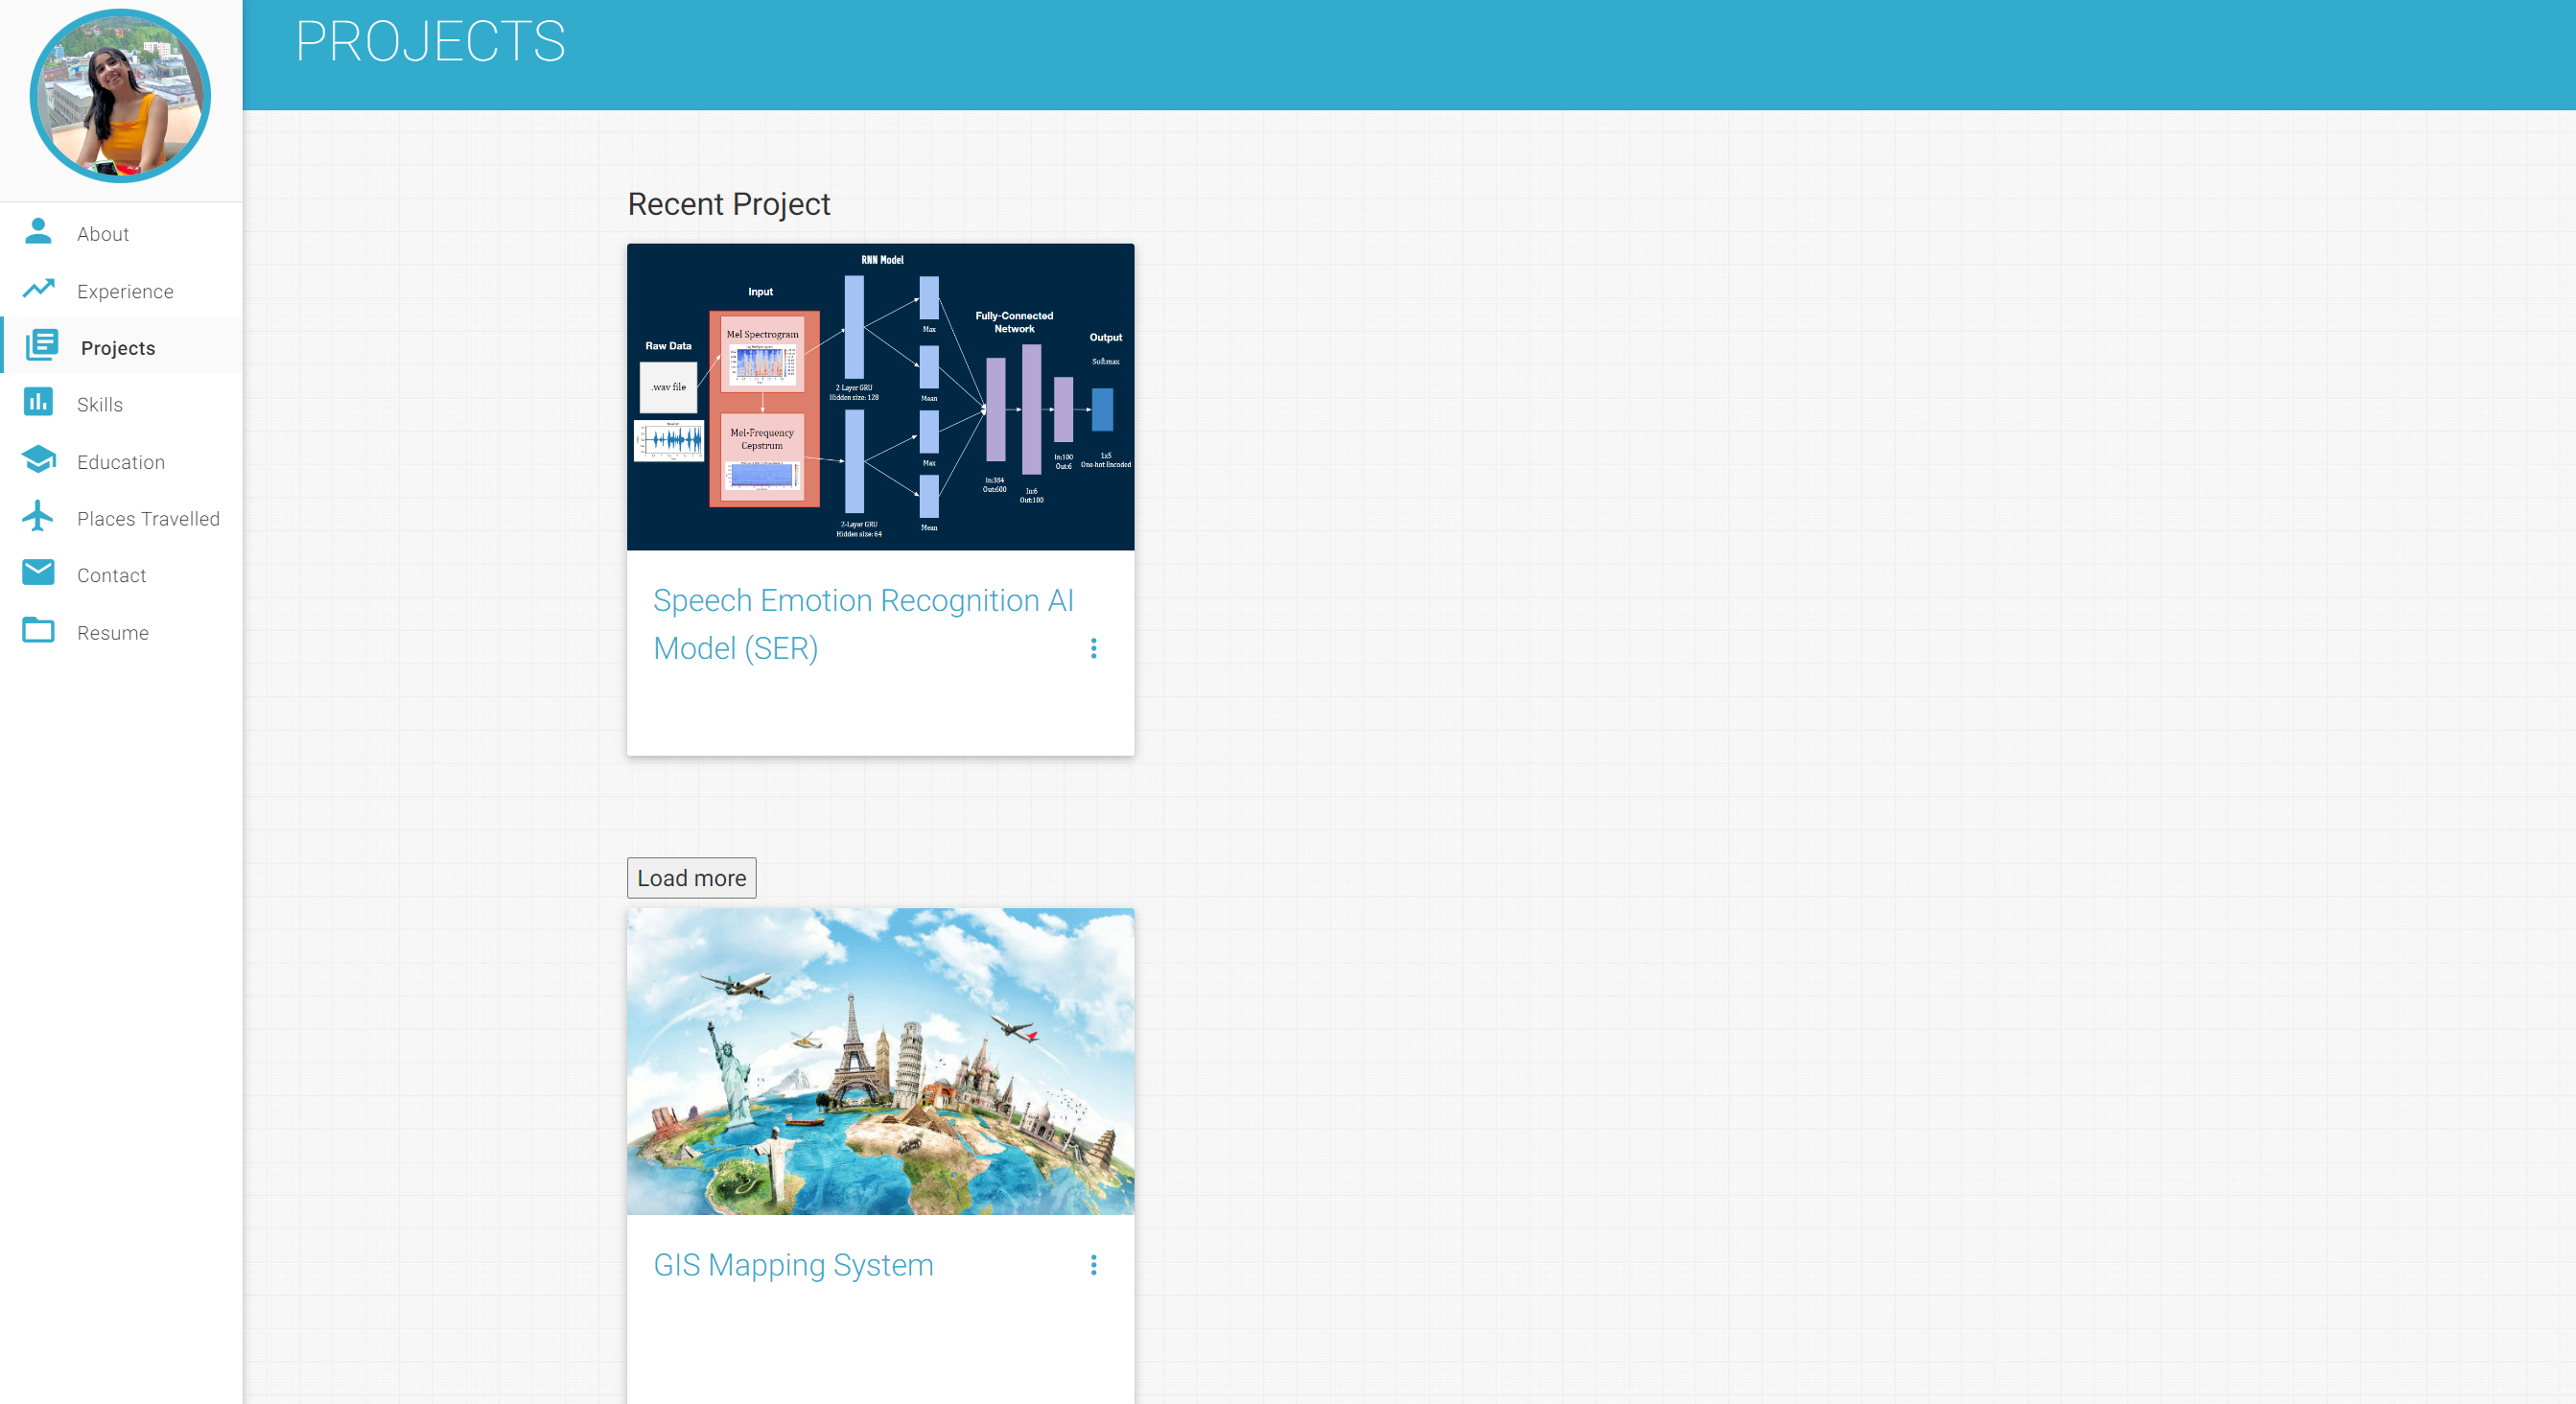 PROJECTS
About
Experience
Projects
Skills
Education
Places Travelled
Contact
Resume
Recent Project
RNN Model
Input
Raw Data
.wav file
Mel Spectrogram
Mel-Frequency
Cepstrum
2 Layer GRU
Hidden size: 128
2-Layer GRU
Hidden size: 64
Max
Mean
Max
Mean
Fully-Connected
Network
In:384
Out:600
In:6
Out:100
In:100
Out:6
Output
Softmax
1x5
One-hot Encoded
Speech Emotion Recognition AI
Model (SER)
Load more
GIS Mapping System